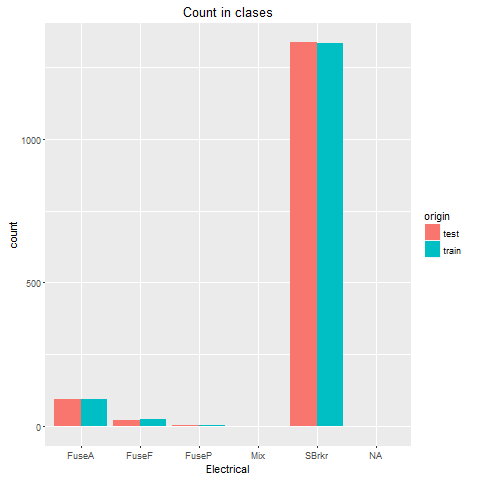 Count in clases
1000
500
0
count
FuseA FuseF FuseP Mix SBrkr NA
Electrical
origin
test
train